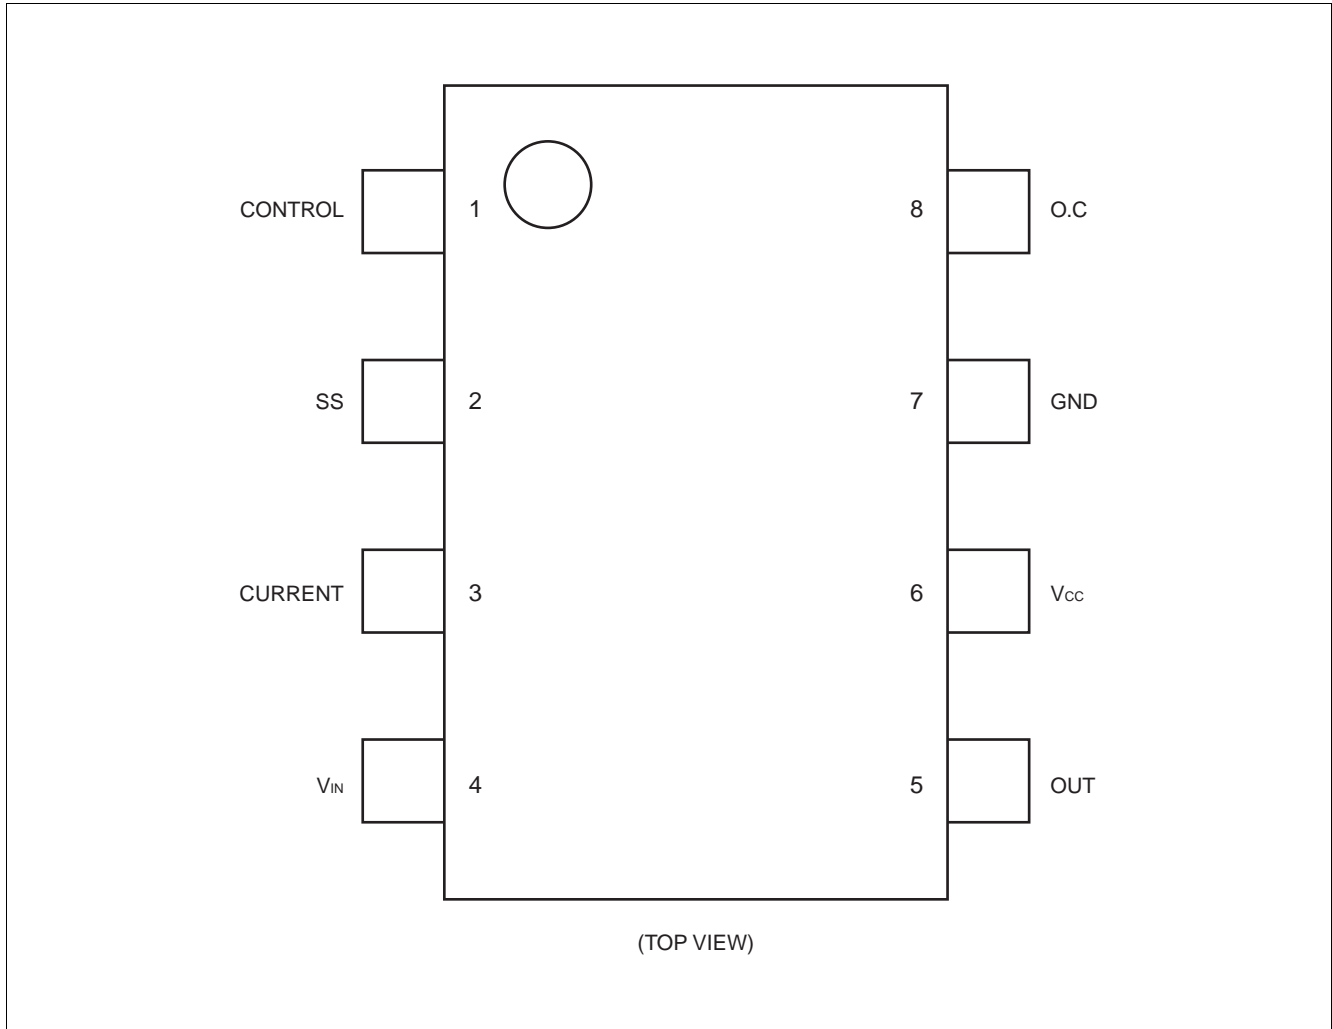 CONTROL 1 8 O.C
SS 2 7 GND
CURRENT 3 6 VCC
VIN 4 5 OUT
(TOP VIEW)